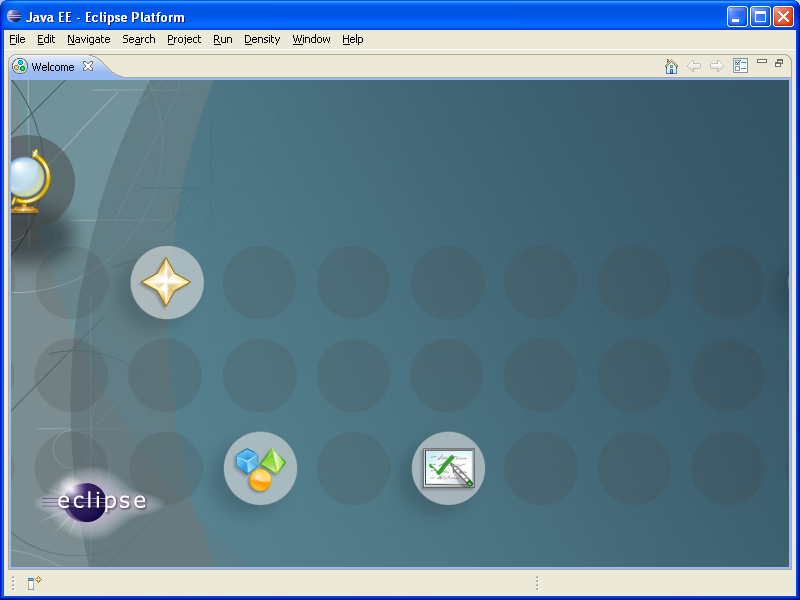 Java EE - Eclipse Platform
File Edit Navigate Search Project Run Density Window Help
Welcome
eclipse